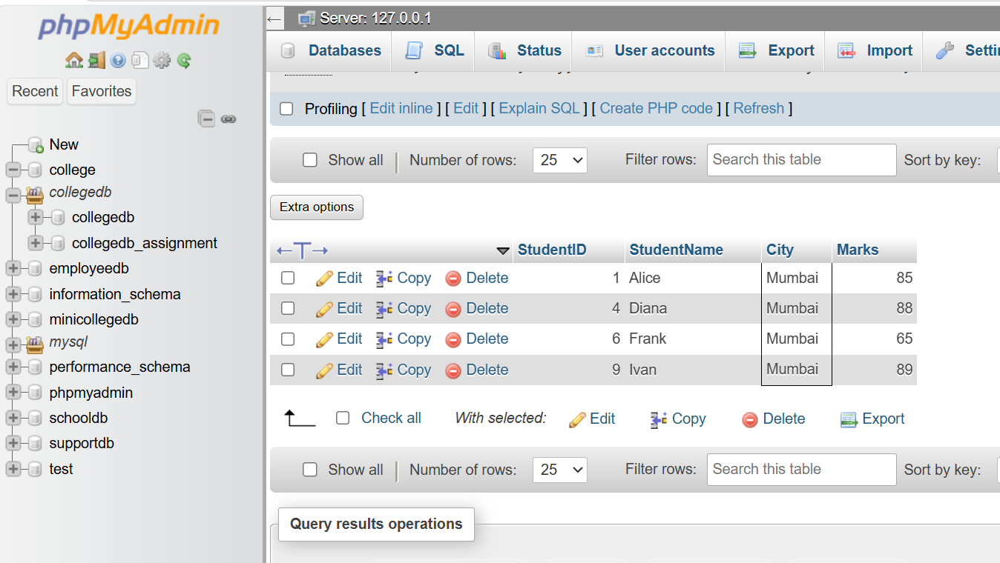 phpMyAdmin
Recent Favorites
New
college
collegedb
collegedb
collegedb_assignment
employeedb
information_schema
minicollegedb
mysql
performance_schema
phpmyadmin
schooldb
supportdb
test
Server: 127.0.0.1
Databases SQL Status User accounts Export Import
Profiling [ Edit inline ] [ Edit ] [ Explain SQL ] [ Create PHP code ] [ Refresh ]
Show all Number of rows: 25 Filter rows: Search this table Sort by key:
Extra options
StudentID StudentName City Marks
Edit Copy Delete 1 Alice Mumbai 85
Edit Copy Delete 4 Diana Mumbai 88
Edit Copy Delete 6 Frank Mumbai 65
Edit Copy Delete 9 Ivan Mumbai 89
Check all With selected: Edit Copy Delete Export
Show all Number of rows: 25 Filter rows: Search this table Sort by key:
Query results operations